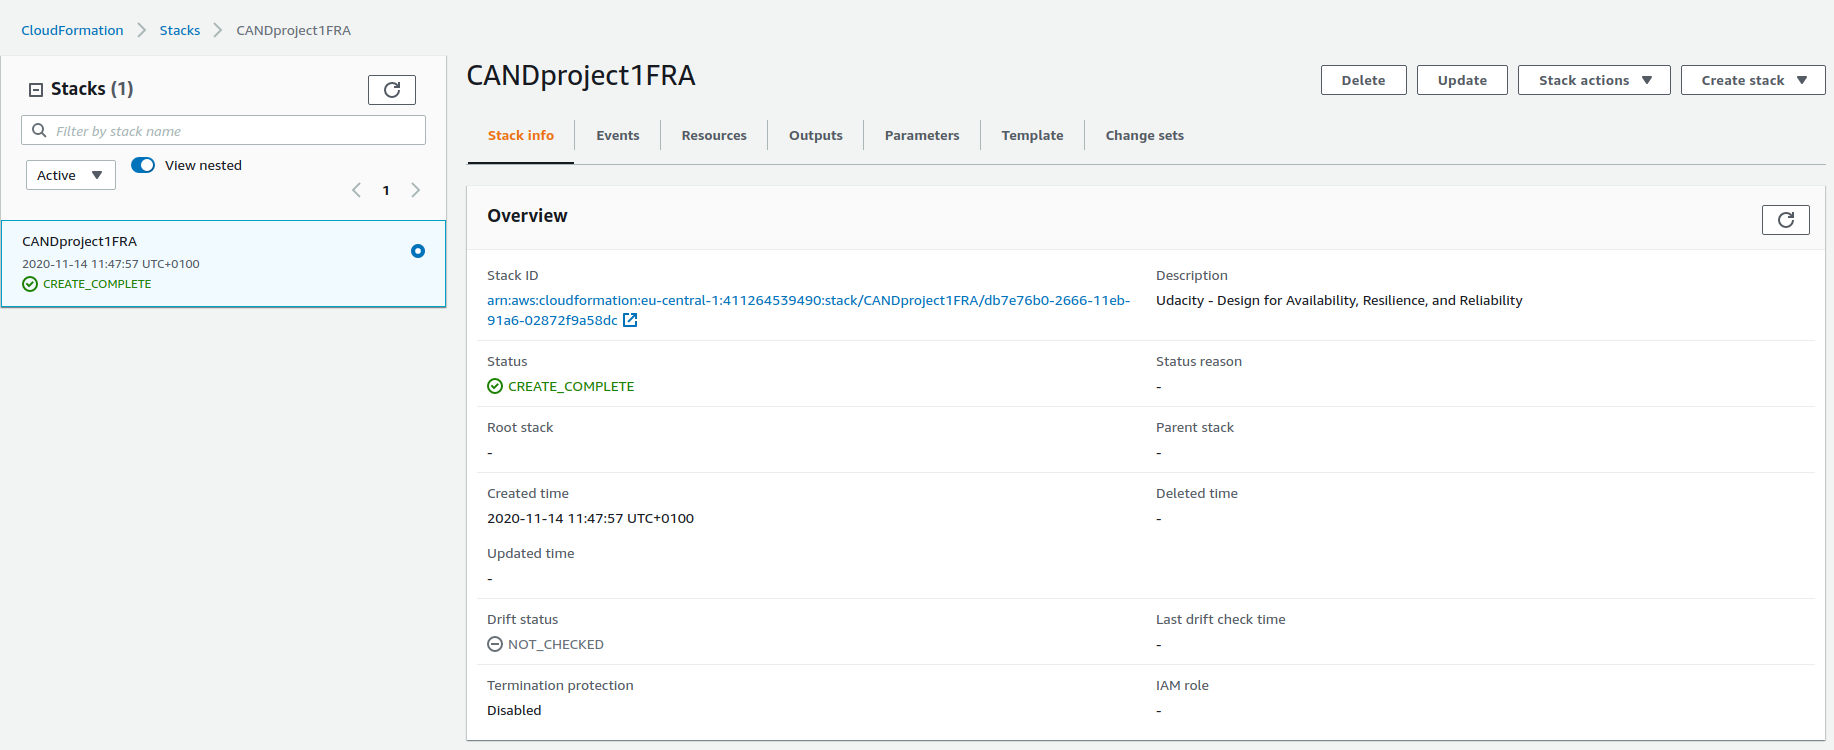 CloudFormation > Stacks > CANDproject1FRA
Stacks (1)
Filter by stack name
Active
View nested
1
CANDproject1FRA
2020-11-14 11:47:57 UTC+0100
CREATE_COMPLETE
CANDproject1FRA
Delete
Update
Stack actions
Create stack
Stack info
Events
Resources
Outputs
Parameters
Template
Change sets
Overview
Stack ID
arn:aws:cloudformation:eu-central-1:411264539490:stack/CANDproject1FRA/db7e76b0-2666-11eb-
91a6-02872f9a58dc
Description
Udacity - Design for Availability, Resilience, and Reliability
Status
CREATE_COMPLETE
Status reason
-
Root stack
-
Parent stack
-
Created time
2020-11-14 11:47:57 UTC+0100
Deleted time
-
Updated time
-
Drift status
NOT_CHECKED
Last drift check time
-
Termination protection
Disabled
IAM role
-